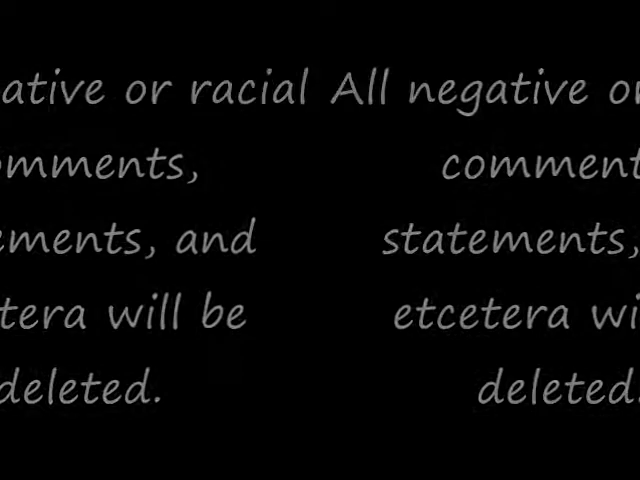 ative or racial All negative or
omments, comment
ements, and statements,
tera will be etcetera wi
deleted. deleted.